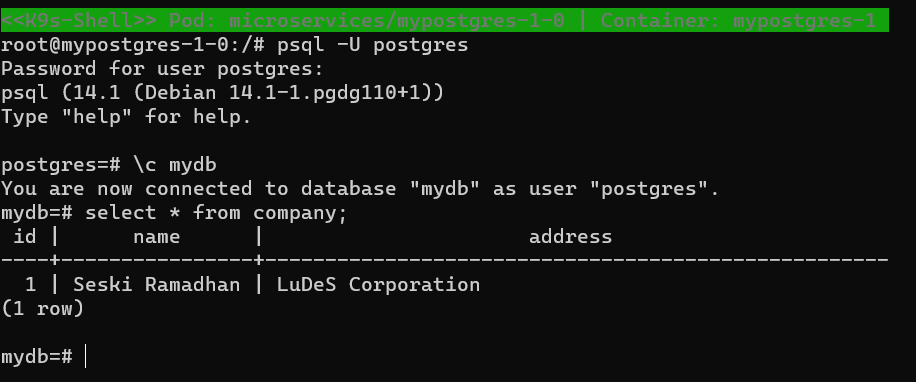 <<K9s-Shell>> Pod: microservices/mypostgres-1-0 | Container: mypostgres-1
root@mypostgres-1-0:/# psql -U postgres
Password for user postgres:
psql (14.1 (Debian 14.1-1.pgdg110+1))
Type "help" for help.

postgres=# \c mydb
You are now connected to database "mydb" as user "postgres".
mydb=# select * from company;
 id |      name      |                      address
----+----------------+----------------------------------------------------
  1 | Seski Ramadhan | LuDeS Corporation
(1 row)

mydb=#